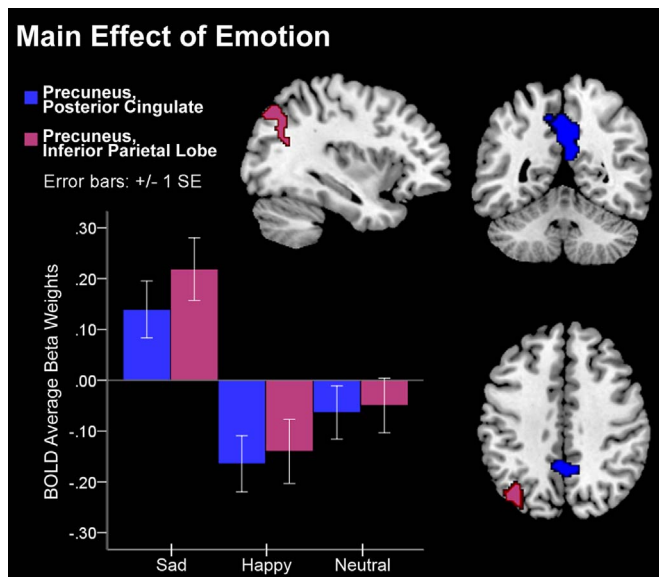 Main Effect of Emotion
Precuneus,
Posterior Cingulate
Precuneus,
Inferior Parietal Lobe
Error bars: +/- 1 SE
BOLD Average Beta Weights
.30
.20
.10
.00
-.10
-.20
-.30
Sad Happy Neutral